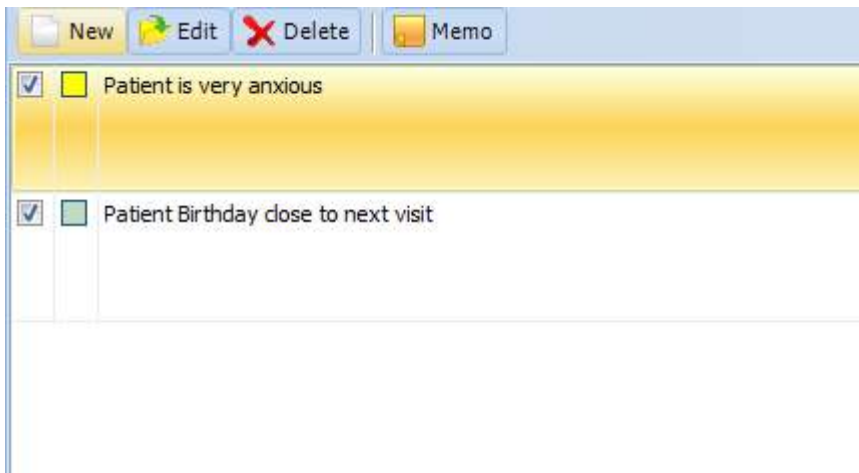 New Edit Delete Memo
Patient is very anxious
Patient Birthday close to next visit